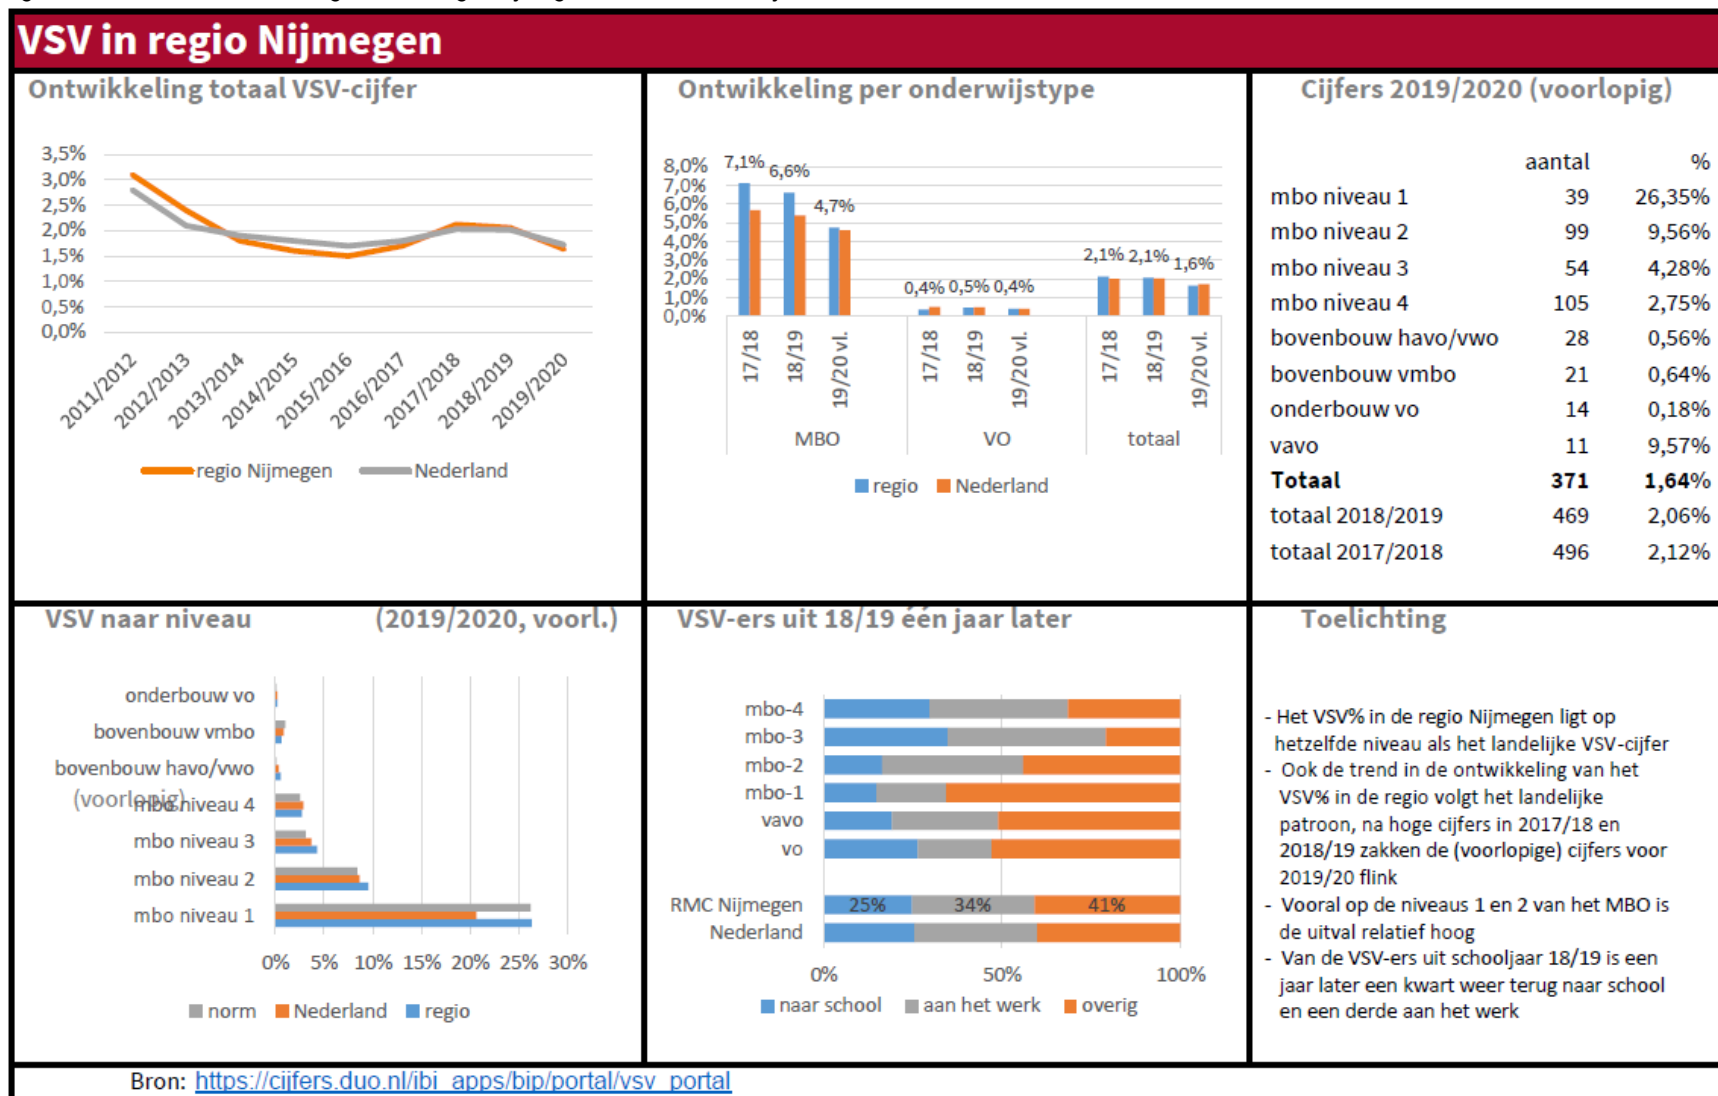 VSV in regio Nijmegen
Ontwikkeling totaal VSV-cijfer
3,5%
3,0%
2,5%
2,0%
1,5%
1,0%
0,5%
0,0%
2011/2012
2012/2013
2013/2014
2014/2015
2015/2016
2016/2017
2017/2018
2018/2019
2019/2020
regio Nijmegen Nederland
Ontwikkeling per onderwijstype
8,0%
7,0%
6,0%
5,0%
4,0%
3,0%
2,0%
1,0%
0,0%
7,1%
6,6%
4,7%
0,4% 0,5% 0,4%
2,1% 2,1% 1,6%
17/18
18/19
19/20 vl.
17/18
18/19
19/20 vl.
17/18
18/19
19/20 vl.
MBO VO totaal
regio Nederland
Cijfers 2019/2020 (voorlopig)
aantal %
mbo niveau 1 39 26,35%
mbo niveau 2 99 9,56%
mbo niveau 3 54 4,28%
mbo niveau 4 105 2,75%
bovenbouw havo/vwo 28 0,56%
bovenbouw vmbo 21 0,64%
onderbouw vo 14 0,18%
vavo 11 9,57%
Totaal 371 1,64%
totaal 2018/2019 469 2,06%
totaal 2017/2018 496 2,12%
VSV naar niveau (2019/2020, voorl.)
onderbouw vo
bovenbouw vmbo
bovenbouw havo/vwo
(voorlopig)
mbo niveau 4
mbo niveau 3
mbo niveau 2
mbo niveau 1
0% 5% 10% 15% 20% 25% 30%
norm Nederland regio
VSV-ers uit 18/19 één jaar later
mbo-4
mbo-3
mbo-2
mbo-1
vavo
vo
RMC Nijmegen 25% 34% 41%
Nederland
0% 50% 100%
naar school aan het werk overig
Toelichting
- Het VSV% in de regio Nijmegen ligt op
hetzelfde niveau als het landelijke VSV-cijfer
- Ook de trend in de ontwikkeling van het
VSV% in de regio volgt het landelijke
patroon, na hoge cijfers in 2017/18 en
2018/19 zakken de (voorlopige) cijfers voor
2019/20 flink
- Vooral op de niveaus 1 en 2 van het MBO is
de uitval relatief hoog
- Van de VSV-ers uit schooljaar 18/19 is een
jaar later een kwart weer terug naar school
en een derde aan het werk
Bron: https://cijfers.duo.nl/ibi_apps/bip/portal/vsv_portal